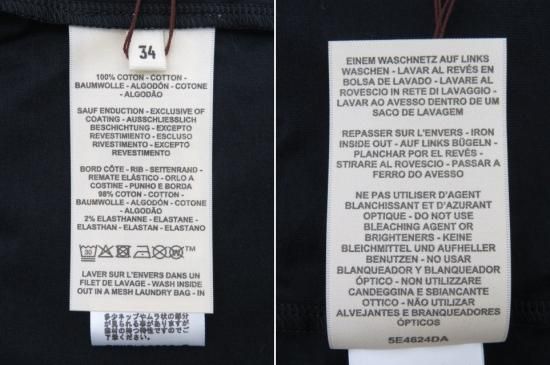 34
100% COTON - COTTON -
BAUMWOLLE - ALGODÓN - COTONE
- ALGODÃO
SAUF ENDUCTION - EXCLUSIVE OF
COATING - AUSSCHLIESSLICH
BESCHICHTUNG - EXCEPTO
REVESTIMIENTO - ESCLUSO
RIVESTIMENTO - EXCEPTO
REVESTIMENTO
BORD CÔTE - RIB - SEITENRAND -
REMATE ELÁSTICO - ORLO A
COSTINE - PUNHO E BORDA
98% COTON - COTTON -
BAUMWOLLE - ALGODÓN - COTONE
- ALGODÃO
2% ELASTHANNE - ELASTANE -
ELASTHAN - ELASTAN - ELASTANO
30
LAVER SUR L'ENVERS DANS UN
FILET DE LAVAGE - WASH INSIDE
OUT IN A MESH LAUNDRY BAG - IN
EINEM WASCHNETZ AUF LINKS
WASCHEN - LAVAR AL REVÉS EN
BOLSA DE LAVADO - LAVARE AL
ROVESCIO IN RETE DI LAVAGGIO -
LAVAR AO AVESSO DENTRO DE UM
SACO DE LAVAGEM
REPASSER SUR L'ENVERS - IRON
INSIDE OUT - AUF LINKS BÜGELN -
PLANCHAR POR EL REVÉS -
STIRARE AL ROVESCIO - PASSAR A
FERRO DO AVESSO
NE PAS UTILISER D'AGENT
BLANCHISSANT ET D'AZURANT
OPTIQUE - DO NOT USE
BLEACHING AGENT OR
BRIGHTENERS - KEINE
BLEICHMITTEL UND AUFHELLER
BENUTZEN - NO USAR
BLANQUEADOR Y BLANQUEADOR
ÓPTICO - NON UTILIZZARE
CANDEGGINA E SBIANCANTE
OTTICO - NÃO UTILIZAR
ALVEJANTES E BRANQUEADORES
ÓPTICOS
5E4624DA